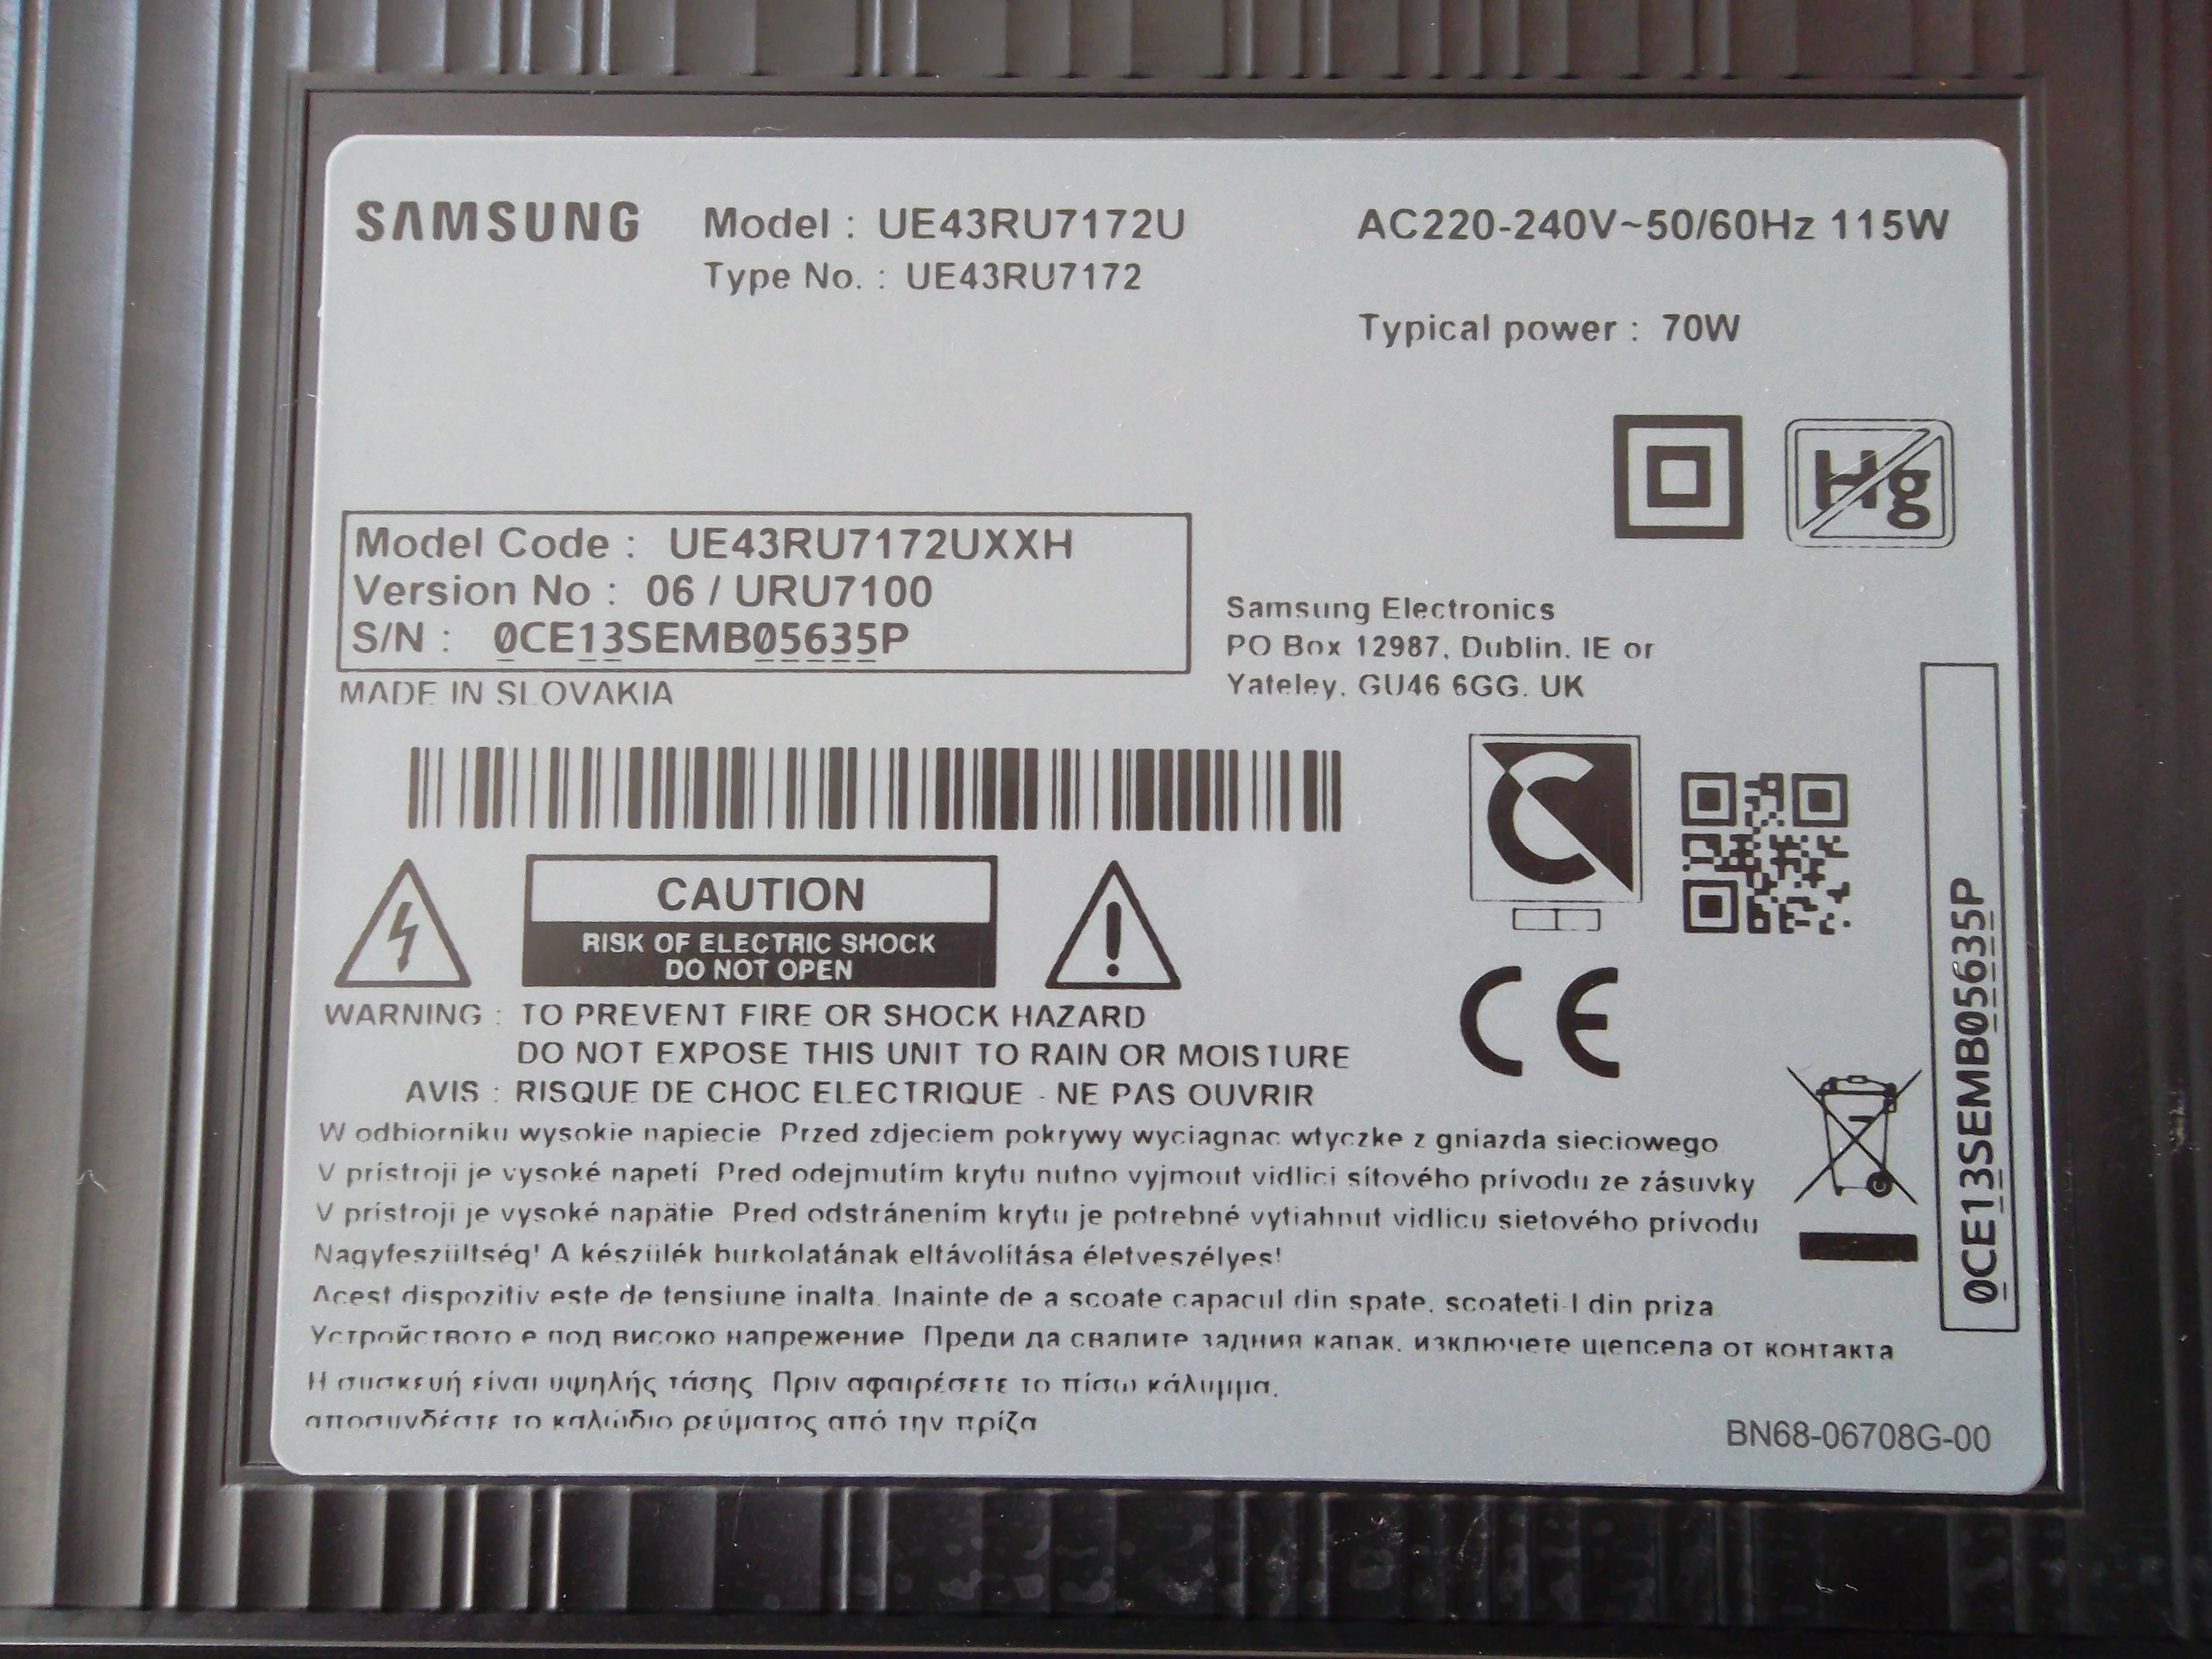 SAMSUNG Model : UE43RU7172U AC220-240V~50/60Hz 115W
Type No. : UE43RU7172
Typical power : 70W
Hg
Model Code : UE43RU7172UXXH
Version No : 06 / URU7100
S/N : 0CE13SEMB05635P
MADE IN SLOVAKIA
Samsung Electronics
PO Box 12987, Dublin. IE or
Yateley, GU46 6GG. UK
C
CAUTION
RISK OF ELECTRIC SHOCK
DO NOT OPEN
CE
WARNING : TO PREVENT FIRE OR SHOCK HAZARD
DO NOT EXPOSE THIS UNIT TO RAIN OR MOISTURE
AVIS : RISQUE DE CHOC ELECTRIQUE - NE PAS OUVRIR
W odbiorniku wysokie napiecie. Przed zdjeciem pokrywy wyciagnac wtyczke z gniazda sieciowego.
V prístroji je vysoké napetí. Pred odejmutím krytu nutno vyjmout vidlici sítového prívodu ze zásuvky
V prístroji je vysoké napätie. Pred odstránením krytu je potrebné vytiahnut vidlicu sietového prívodu
Nagyfeszültség! A készülék burkolatának eltávolítása életveszélyes!
Acest dispozitiv este de tensiune inalta. Inainte de a scoate capacul din spate, scoateti-l din priza
Устройството е под високо напрежение. Преди да свалите задния капак, изключете щепсела от контакта
Η συσκευή είναι υψηλής τάσης. Πριν αφαιρέσετε το πίσω κάλυμμα,
αποσυνδέστε το καλώδιο ρεύματος από την πρίζα
BN68-06708G-00
0CE13SEMB05635P